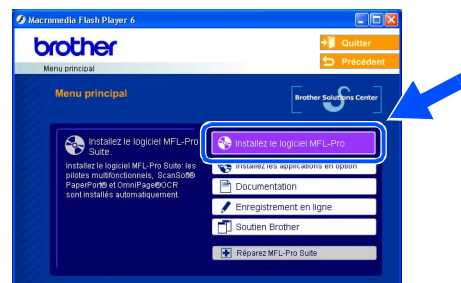 Macromedia Flash Player 6
brother
Quitter
Précédent
Menu principal
Menu principal
Brother Solutions Center
Installez le logiciel MFL-Pro
Suite.
Installez le logiciel MFL-Pro Suite: les
pilotes multifonctionnels, ScanSoft®
PaperPort® et OmniPage®OCR
sont installés automatiquement.
Installez le logiciel MFL-Pro
Installez les applications en option
Documentation
Enregistrement en ligne
Soutien Brother
Réparez MFL-Pro Suite